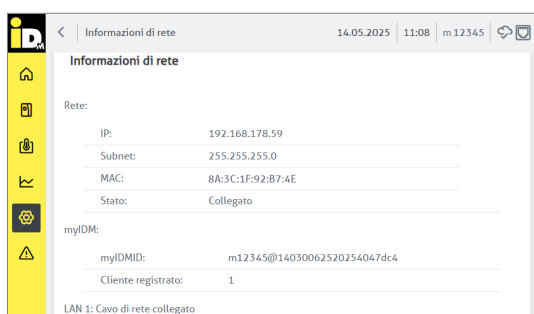 iDM
Informazioni di rete 14.05.2025 11:08 m 12345
Informazioni di rete
Rete:
IP: 192.168.178.59
Subnet: 255.255.255.0
MAC: 8A:3C:1F:92:B7:4E
Stato: Collegato
myIDM:
myIDMID: m12345@14030062520254047dc4
Cliente registrato: 1
LAN 1: Cavo di rete collegato